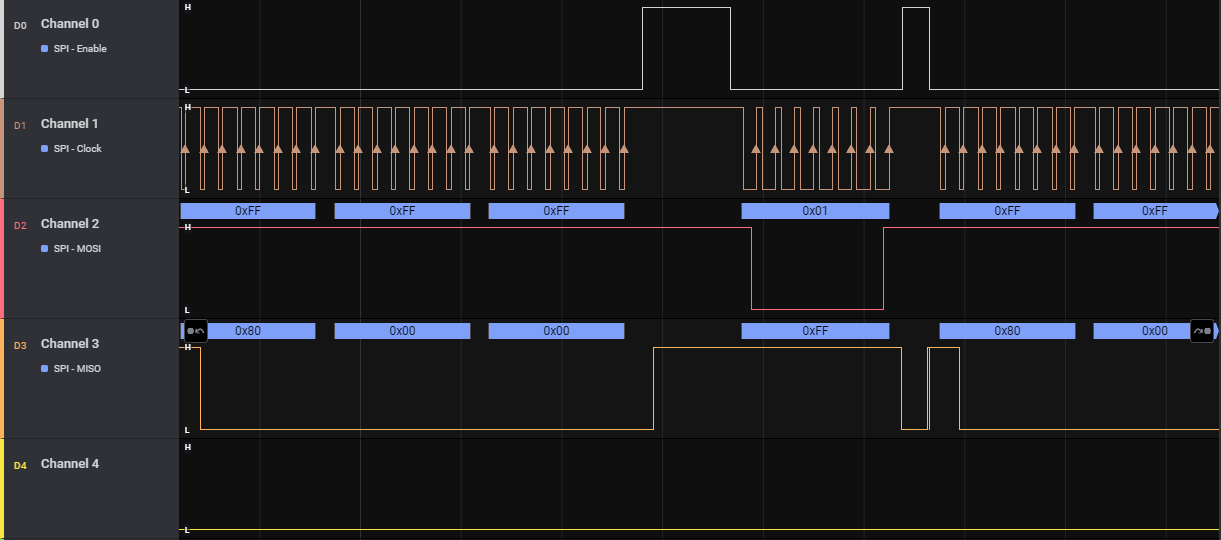 D0 Channel 0 H
SPI - Enable
L
D1 Channel 1 H
SPI - Clock
L
0xFF 0xFF 0xFF 0x01 0xFF 0xFF
D2 Channel 2 H
SPI - MOSI
L
0x80 0x00 0x00 0xFF 0x80 0x00
D3 Channel 3 H
SPI - MISO
L
D4 Channel 4 H
L